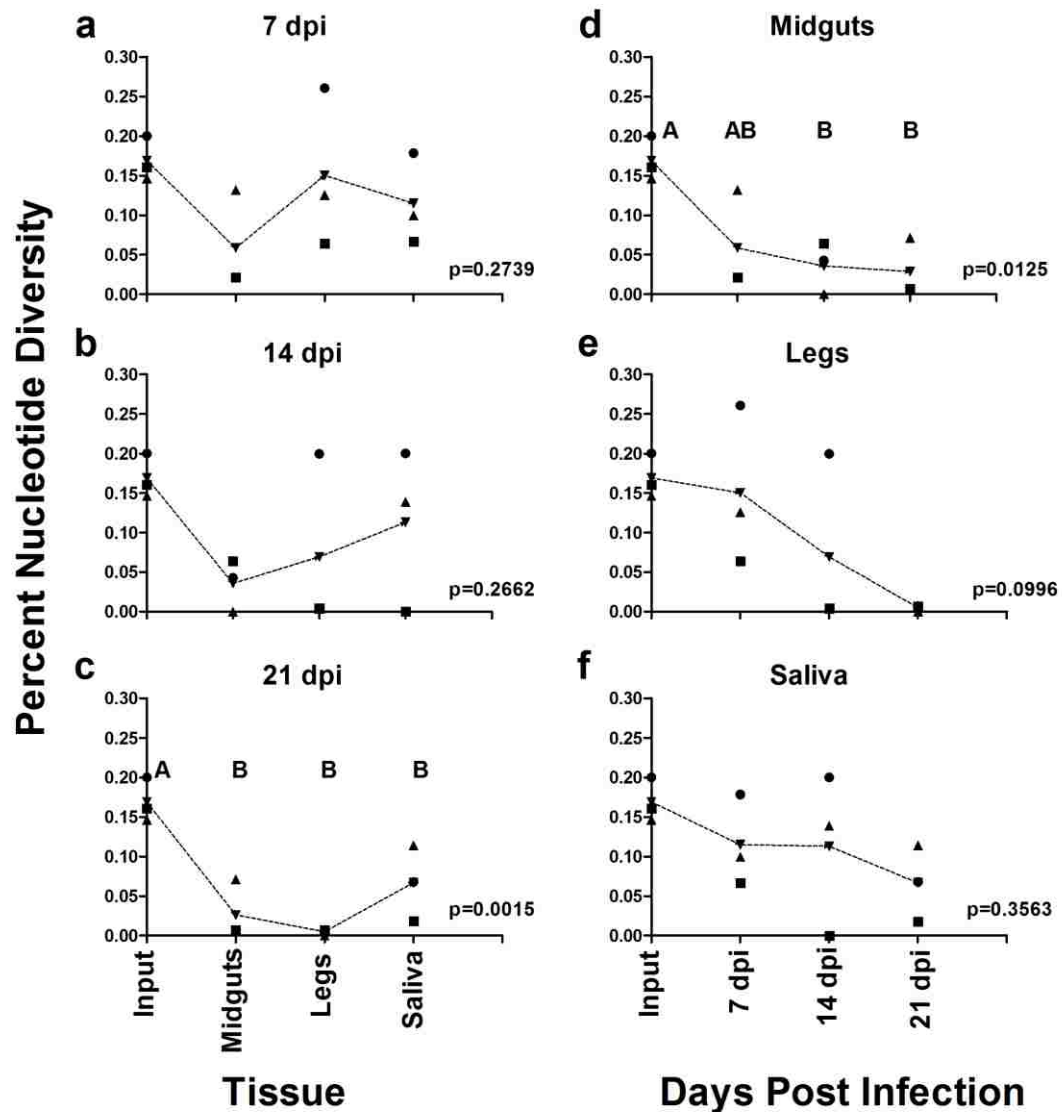 Percent Nucleotide Diversity
a
7 dpi
0.30
0.25
0.20
0.15
0.10
0.05
0.00
p=0.2739
b
14 dpi
0.30
0.25
0.20
0.15
0.10
0.05
0.00
p=0.2662
c
21 dpi
0.30
0.25
0.20
0.15
0.10
0.05
0.00
A B B B
p=0.0015
Input
Midguts
Legs
Saliva
Tissue
d
Midguts
0.30
0.25
0.20
0.15
0.10
0.05
0.00
A AB B B
p=0.0125
e
Legs
0.30
0.25
0.20
0.15
0.10
0.05
0.00
p=0.0996
f
Saliva
0.30
0.25
0.20
0.15
0.10
0.05
0.00
p=0.3563
Input
7 dpi
14 dpi
21 dpi
Days Post Infection